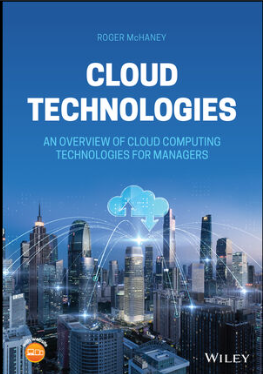 ROGER McHANEY
CLOUD
TECHNOLOGIES
AN OVERVIEW OF CLOUD COMPUTING
TECHNOLOGIES FOR MANAGERS
WILEY